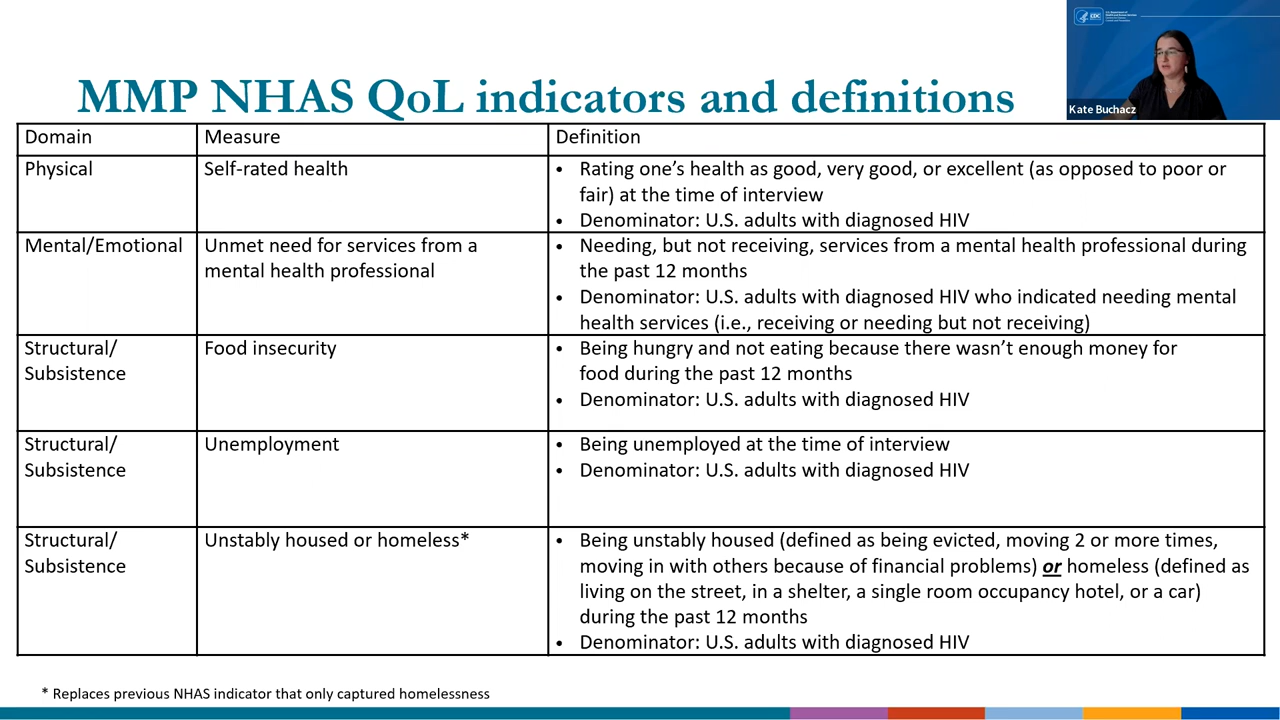 MMP NHAS QoL indicators and definitions
CDC
Kate Buchacz
Domain
Measure
Definition
Physical
Self-rated health
• Rating one’s health as good, very good, or excellent (as opposed to poor or
fair) at the time of interview
• Denominator: U.S. adults with diagnosed HIV
Mental/Emotional
Unmet need for services from a
mental health professional
• Needing, but not receiving, services from a mental health professional during
the past 12 months
• Denominator: U.S. adults with diagnosed HIV who indicated needing mental
health services (i.e., receiving or needing but not receiving)
Structural/
Subsistence
Food insecurity
• Being hungry and not eating because there wasn’t enough money for
food during the past 12 months
• Denominator: U.S. adults with diagnosed HIV
Structural/
Subsistence
Unemployment
• Being unemployed at the time of interview
• Denominator: U.S. adults with diagnosed HIV
Structural/
Subsistence
Unstably housed or homeless*
• Being unstably housed (defined as being evicted, moving 2 or more times,
moving in with others because of financial problems) or homeless (defined as
living on the street, in a shelter, a single room occupancy hotel, or a car)
during the past 12 months
• Denominator: U.S. adults with diagnosed HIV
* Replaces previous NHAS indicator that only captured homelessness